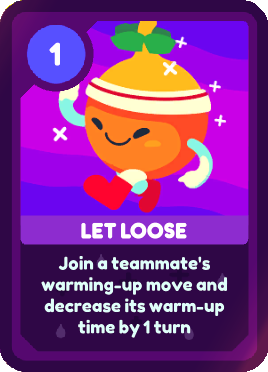 1
LET LOOSE
Join a teammate's
warming-up move and
decrease its warm-up
time by 1 turn